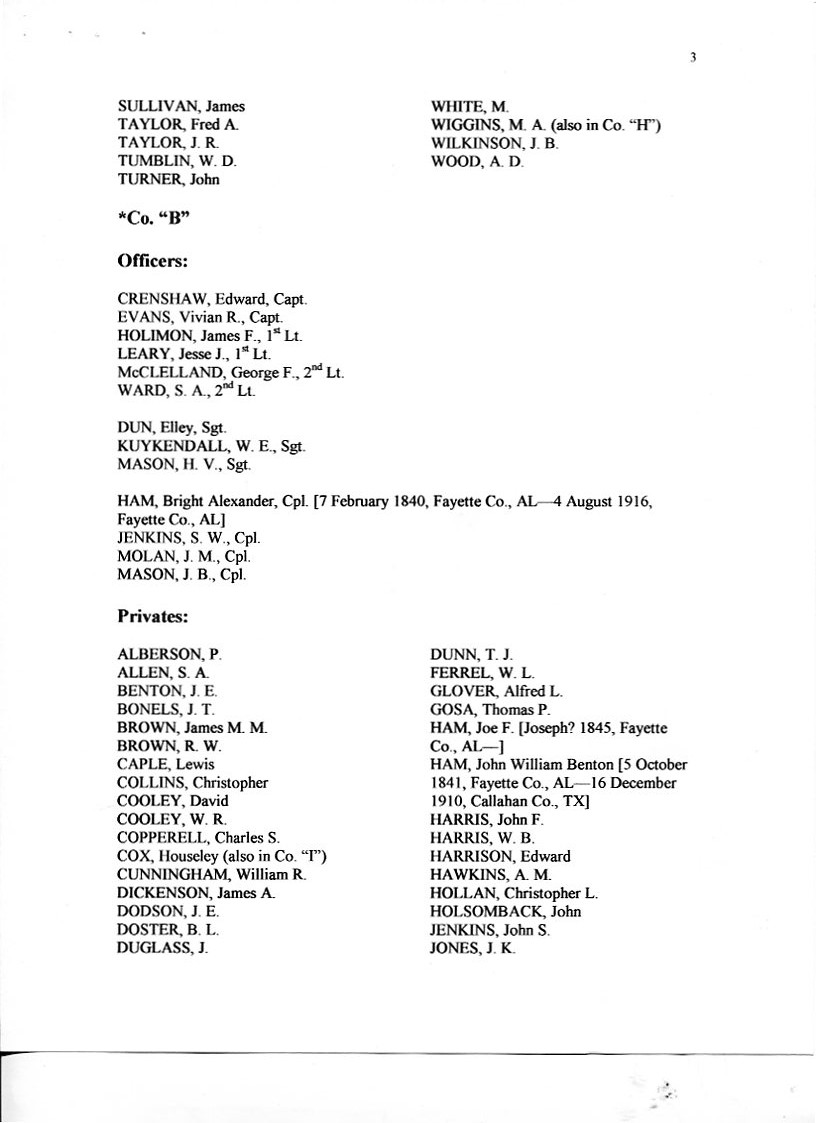 3
SULLIVAN, James
TAYLOR, Fred A.
TAYLOR, J. R.
TUMBLIN, W. D.
TURNER, John
WHITE, M.
WIGGINS, M. A. (also in Co. “H”)
WILKINSON, J. B.
WOOD, A. D.
*Co. “B”
Officers:
CRENSHAW, Edward, Capt.
EVANS, Vivian R., Capt.
HOLIMON, James F., 1st Lt.
LEARY, Jesse J., 1st Lt.
McCLELLAND, George F., 2nd Lt.
WARD, S. A., 2nd Lt.
DUN, Elley, Sgt.
KUYKENDALL, W. E., Sgt.
MASON, H. V., Sgt.
HAM, Bright Alexander, Cpl. [7 February 1840, Fayette Co., AL—4 August 1916,
Fayette Co., AL]
JENKINS, S. W., Cpl.
MOLAN, J. M., Cpl.
MASON, J. B., Cpl.
Privates:
ALBERSON, P.
ALLEN, S. A.
BENTON, J. E.
BONELS, J. T.
BROWN, James M. M.
BROWN, R. W.
CAPLE, Lewis
COLLINS, Christopher
COOLEY, David
COOLEY, W. R.
COPPERELL, Charles S.
COX, Houseley (also in Co. “I”)
CUNNINGHAM, William R.
DICKENSON, James A.
DODSON, J. E.
DOSTER, B. L.
DUGLASS, J.
DUNN, T. J.
FERREL, W. L.
GLOVER, Alfred L.
GOSA, Thomas P.
HAM, Joe F. [Joseph? 1845, Fayette
Co., AL—]
HAM, John William Benton [5 October
1841, Fayette Co., AL—16 December
1910, Callahan Co., TX]
HARRIS, John F.
HARRIS, W. B.
HARRISON, Edward
HAWKINS, A. M.
HOLLAN, Christopher L.
HOLSOMBACK, John
JENKINS, John S.
JONES, J. K.